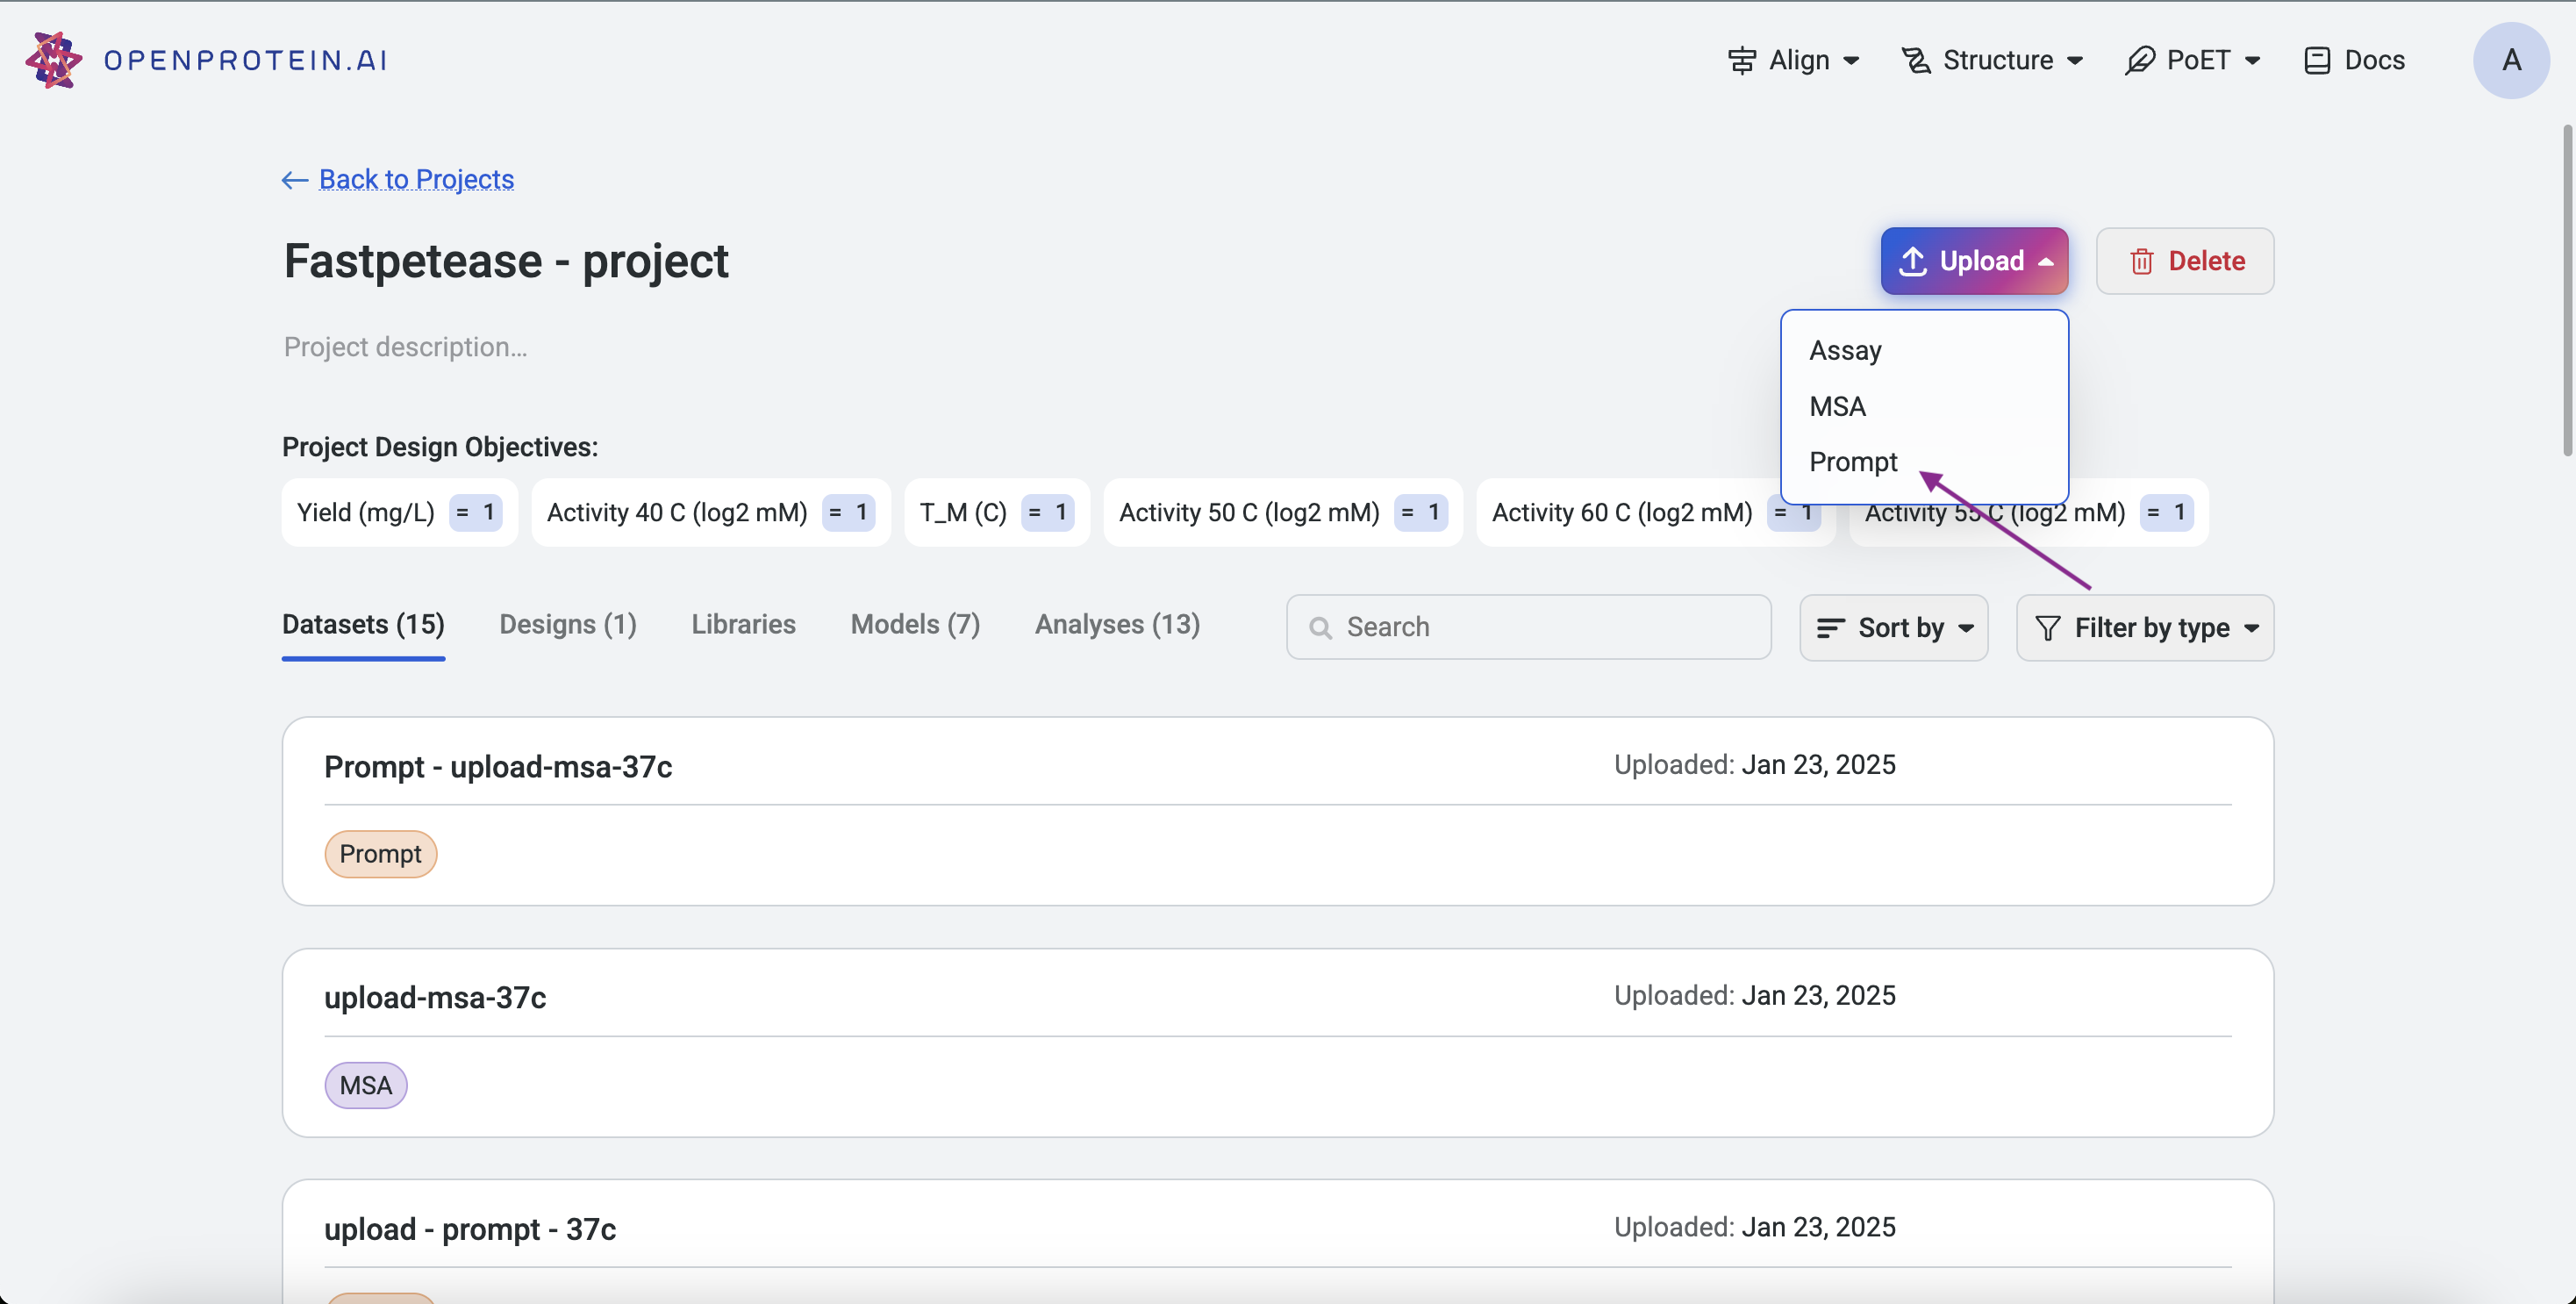 OPENPROTEIN.AI
Align
Structure
PoET
Docs
A
Back to Projects
Fastpetease - project
Upload
Delete
Project description...
Assay
MSA
Prompt
Project Design Objectives:
Yield (mg/L) = 1
Activity 40 C (log2 mM) = 1
T_M (C) = 1
Activity 50 C (log2 mM) = 1
Activity 60 C (log2 mM) = 1
Activity 55 C (log2 mM) = 1
Datasets (15)
Designs (1)
Libraries
Models (7)
Analyses (13)
Search
Sort by
Filter by type
Prompt - upload-msa-37c
Uploaded: Jan 23, 2025
Prompt
upload-msa-37c
Uploaded: Jan 23, 2025
MSA
upload - prompt - 37c
Uploaded: Jan 23, 2025